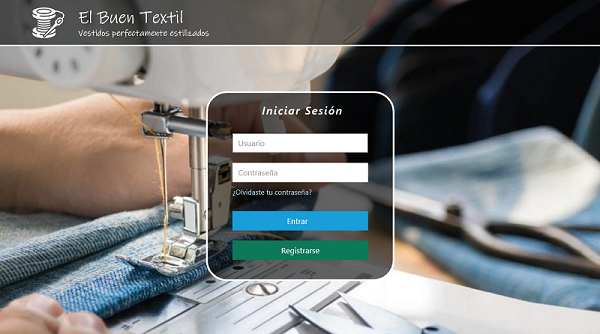 El Buen Textil
Vestidos perfectamente estilizados
Iniciar Sesión
Usuario
Contraseña
¿Olvidaste tu contraseña?
Entrar
Registrarse